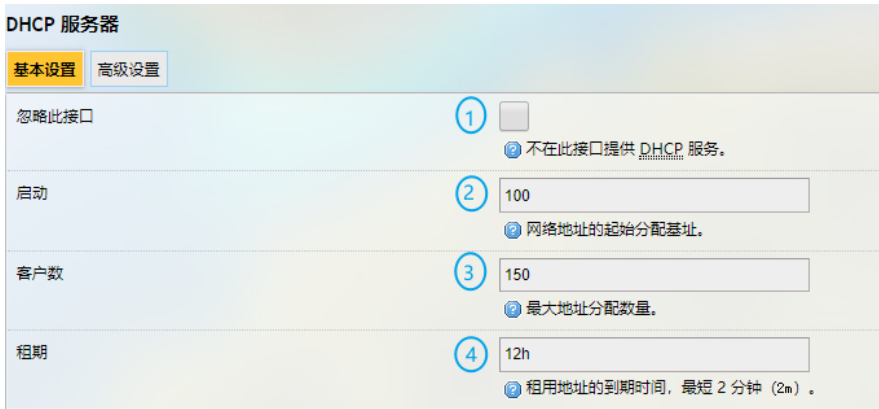 DHCP 服务器
基本设置 高级设置
忽略此接口 1
不在此接口提供 DHCP 服务。
启动 2 100
网络地址的起始分配基址。
客户数 3 150
最大地址分配数量。
租期 4 12h
租用地址的到期时间，最短 2 分钟（2m）。